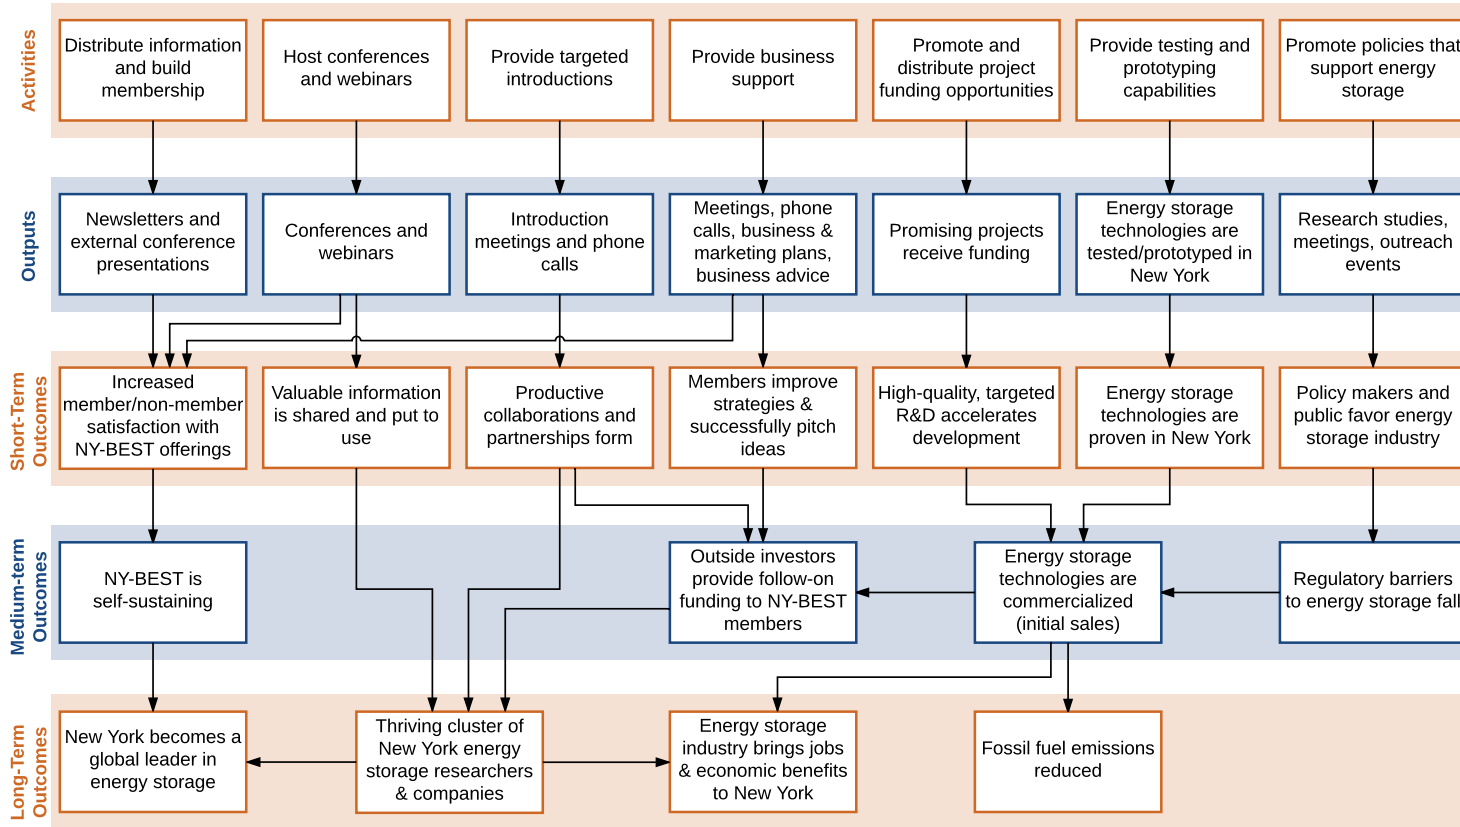 Activities
Distribute information
and build
membership
Host conferences
and webinars
Provide targeted
introductions
Provide business
support
Promote and
distribute project
funding opportunities
Provide testing and
prototyping
capabilities
Promote policies that
support energy
storage
Outputs
Newsletters and
external conference
presentations
Conferences and
webinars
Introduction
meetings and phone
calls
Meetings, phone
calls, business &
marketing plans,
business advice
Promising projects
receive funding
Energy storage
technologies are
tested/prototyped in
New York
Research studies,
meetings, outreach
events
Short-Term
Outcomes
Increased
member/non-member
satisfaction with
NY-BEST offerings
Valuable information
is shared and put to
use
Productive
collaborations and
partnerships form
Members improve
strategies &
successfully pitch
ideas
High-quality, targeted
R&D accelerates
development
Energy storage
technologies are
proven in New York
Policy makers and
public favor energy
storage industry
Medium-term
Outcomes
NY-BEST is
self-sustaining
Outside investors
provide follow-on
funding to NY-BEST
members
Energy storage
technologies are
commercialized
(initial sales)
Regulatory barriers
to energy storage fall
Long-Term
Outcomes
New York becomes a
global leader in
energy storage
Thriving cluster of
New York energy
storage researchers
& companies
Energy storage
industry brings jobs
& economic benefits
to New York
Fossil fuel emissions
reduced